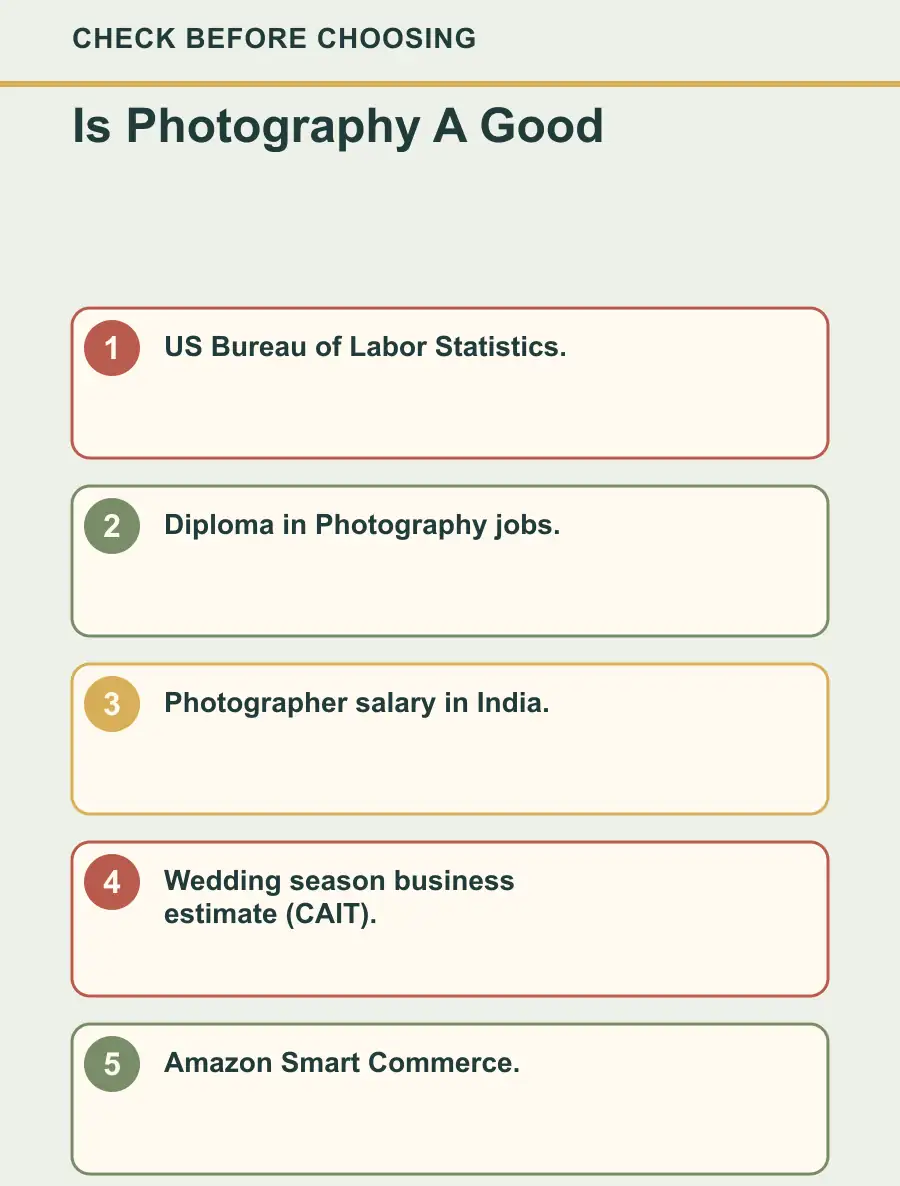 CHECK BEFORE CHOOSING
Is Photography A Good
1
US Bureau of Labor Statistics.
2
Diploma in Photography jobs.
3
Photographer salary in India.
4
Wedding season business
estimate (CAIT).
5
Amazon Smart Commerce.